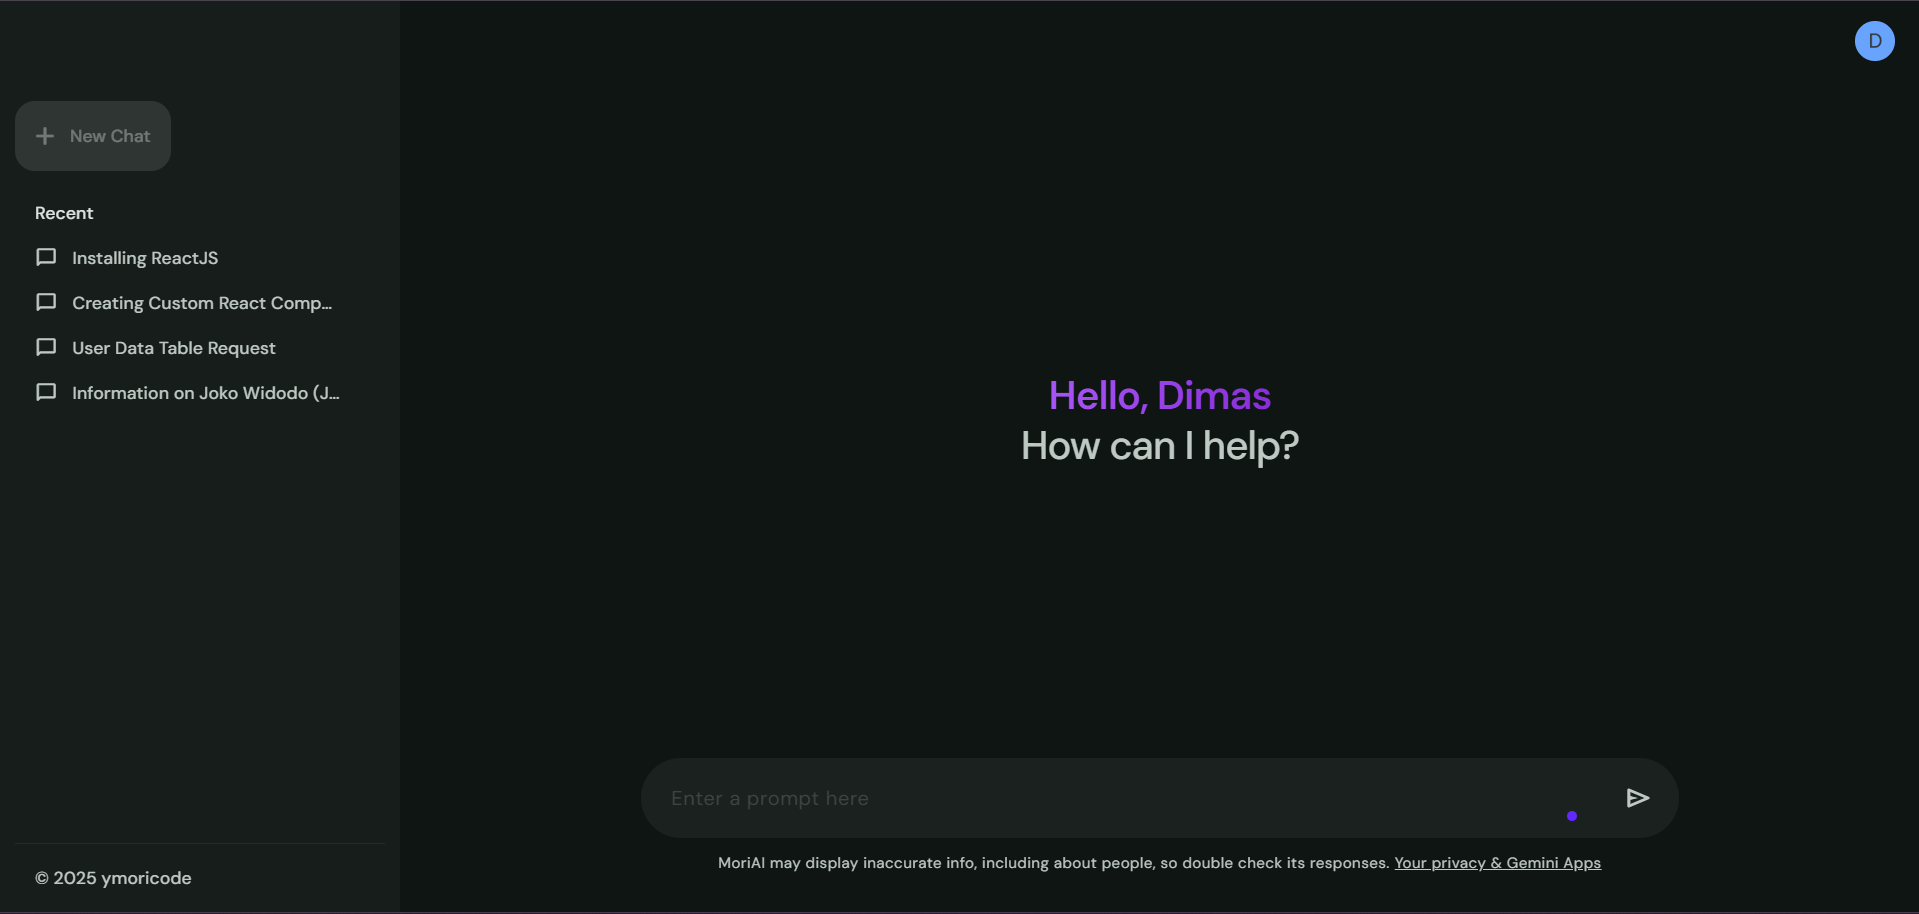 D
New Chat
Recent
Installing ReactJS
Creating Custom React Comp...
User Data Table Request
Information on Joko Widodo (J...
Hello, Dimas
How can I help?
Enter a prompt here
MoriAI may display inaccurate info, including about people, so double check its responses. Your privacy & Gemini Apps
© 2025 ymoricode